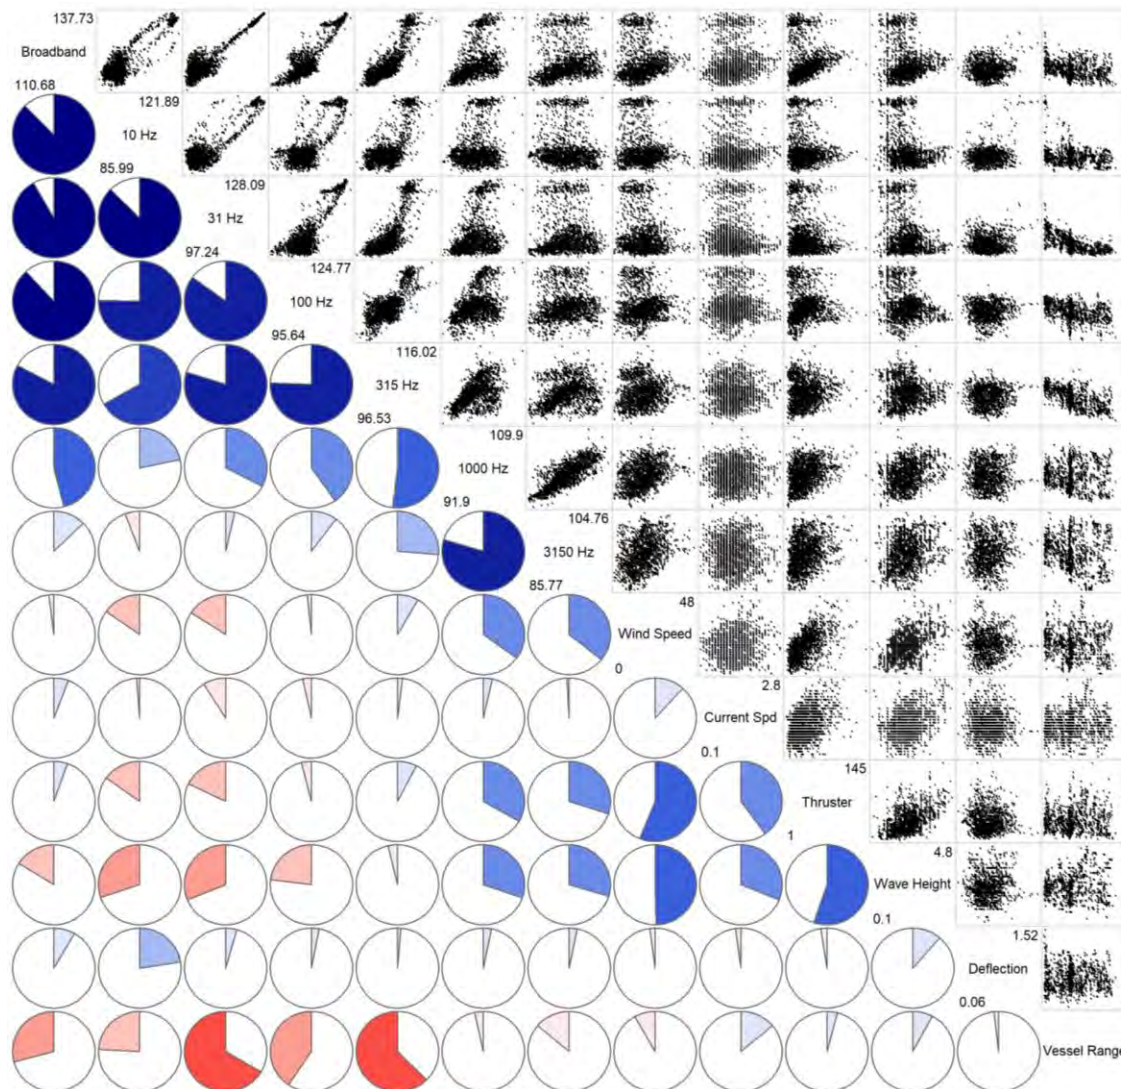 137.73
Broadband
110.68
121.89
10 Hz
85.99
128.09
31 Hz
97.24
124.77
100 Hz
95.64
116.02
315 Hz
96.53
109.9
1000 Hz
91.9
104.76
3150 Hz
85.77
48
Wind Speed
0
2.8
Current Spd
0.1
145
Thruster
1
4.8
Wave Height
0.1
1.52
Deflection
0.06
Vessel Range